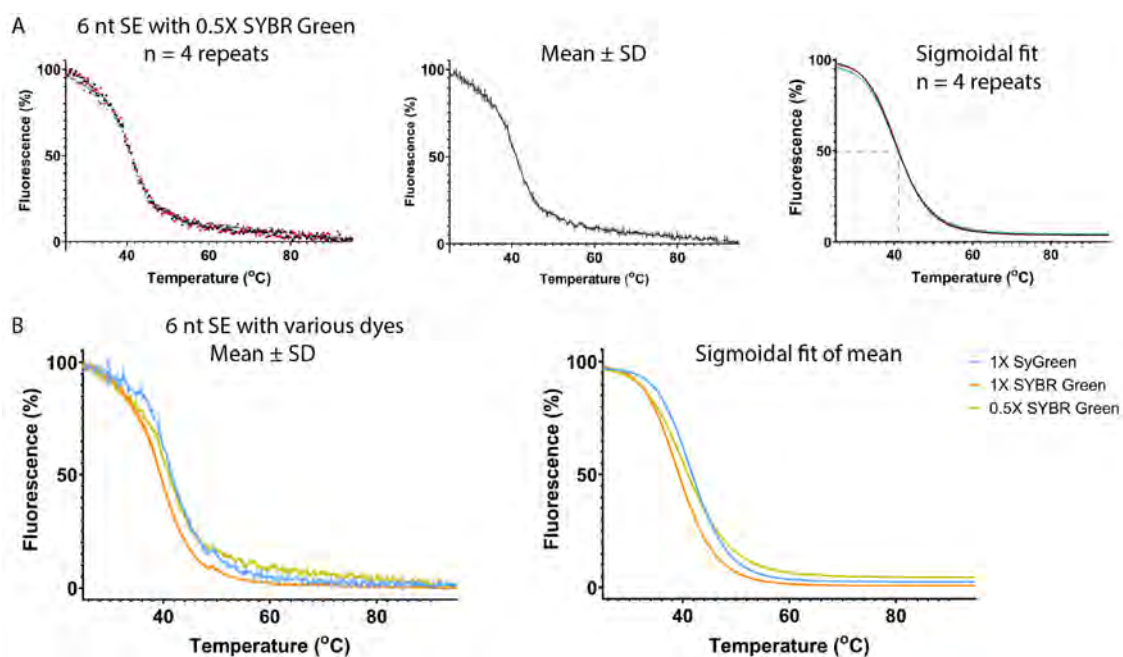 A
6 nt SE with 0.5X SYBR Green
n = 4 repeats
Fluorescence (%)
100
50
0
40
60
80
Temperature (°C)
Mean ± SD
Fluorescence (%)
100
50
0
40
60
80
Temperature (°C)
Sigmoidal fit
n = 4 repeats
Fluorescence (%)
100
50
0
40
60
80
Temperature (°C)
B
6 nt SE with various dyes
Mean ± SD
Fluorescence (%)
100
50
0
40
60
80
Temperature (°C)
Sigmoidal fit of mean
Fluorescence (%)
100
50
0
40
60
80
Temperature (°C)
1X SyGreen
1X SYBR Green
0.5X SYBR Green